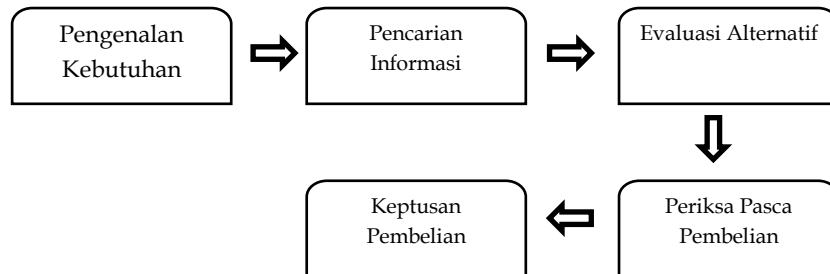 Pengenalan
Kebutuhan
Pencarian
Informasi
Evaluasi Alternatif
Periksa Pasca
Pembelian
Keptusan
Pembelian